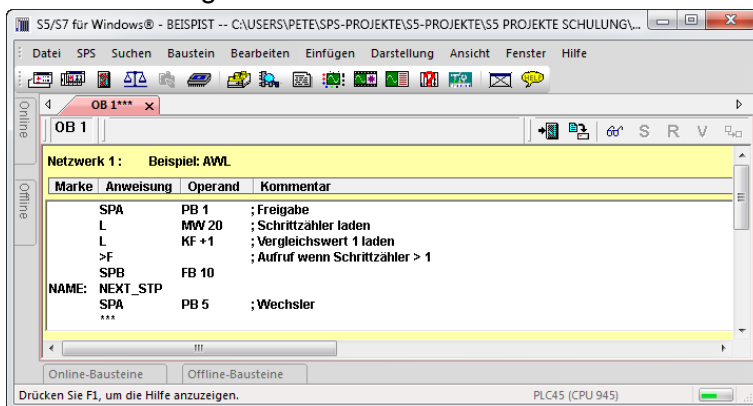 S5/S7 für Windows® - BEISPIST -- C:\USERS\PETE\SPS-PROJEKTE\S5-PROJEKTE\S5 PROJEKTE SCHULUNG\...
Datei SPS Suchen Baustein Bearbeiten Einfügen Darstellung Ansicht Fenster Hilfe
Online
Offline
OB 1*** x
OB 1
S R V
Netzwerk 1 : Beispiel: AWL
Marke Anweisung Operand Kommentar
SPA PB 1 ; Freigabe
L MW 20 ; Schrittzähler laden
L KF +1 ; Vergleichswert 1 laden
>F ; Aufruf wenn Schrittzähler > 1
SPB FB 10
NAME: NEXT_STP
SPA PB 5 ; Wechsler
***
Online-Bausteine Offline-Bausteine
Drücken Sie F1, um die Hilfe anzuzeigen. PLC45 (CPU 945)